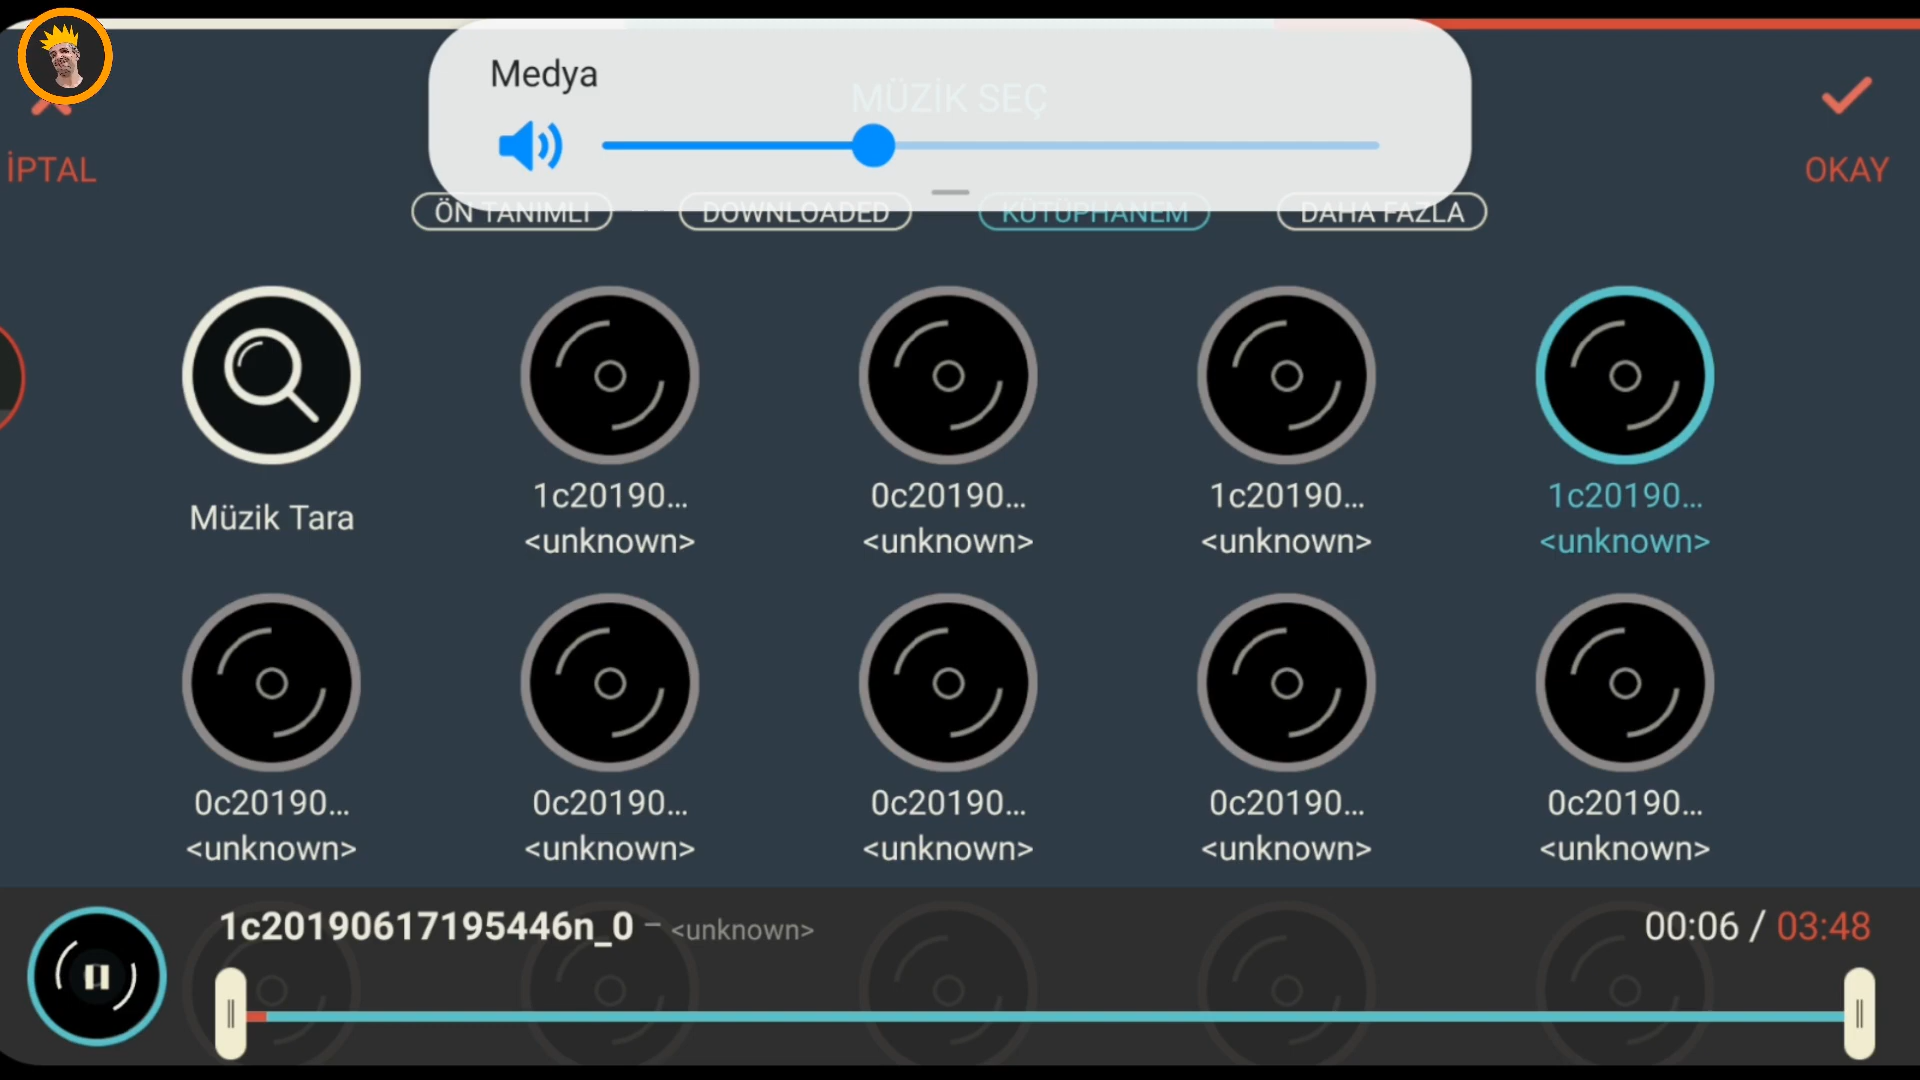 Medya
MÜZİK SEÇ
İPTAL
OKAY
ÖN TANIMLI
DOWNLOADED
KÜTÜPHANEM
DAHA FAZLA
Müzik Tara
1c20190...
<unknown>
0c20190...
<unknown>
1c20190...
<unknown>
1c20190...
<unknown>
0c20190...
<unknown>
0c20190...
<unknown>
0c20190...
<unknown>
0c20190...
<unknown>
0c20190...
<unknown>
1c20190617195446n_0 – <unknown>
00:06 / 03:48